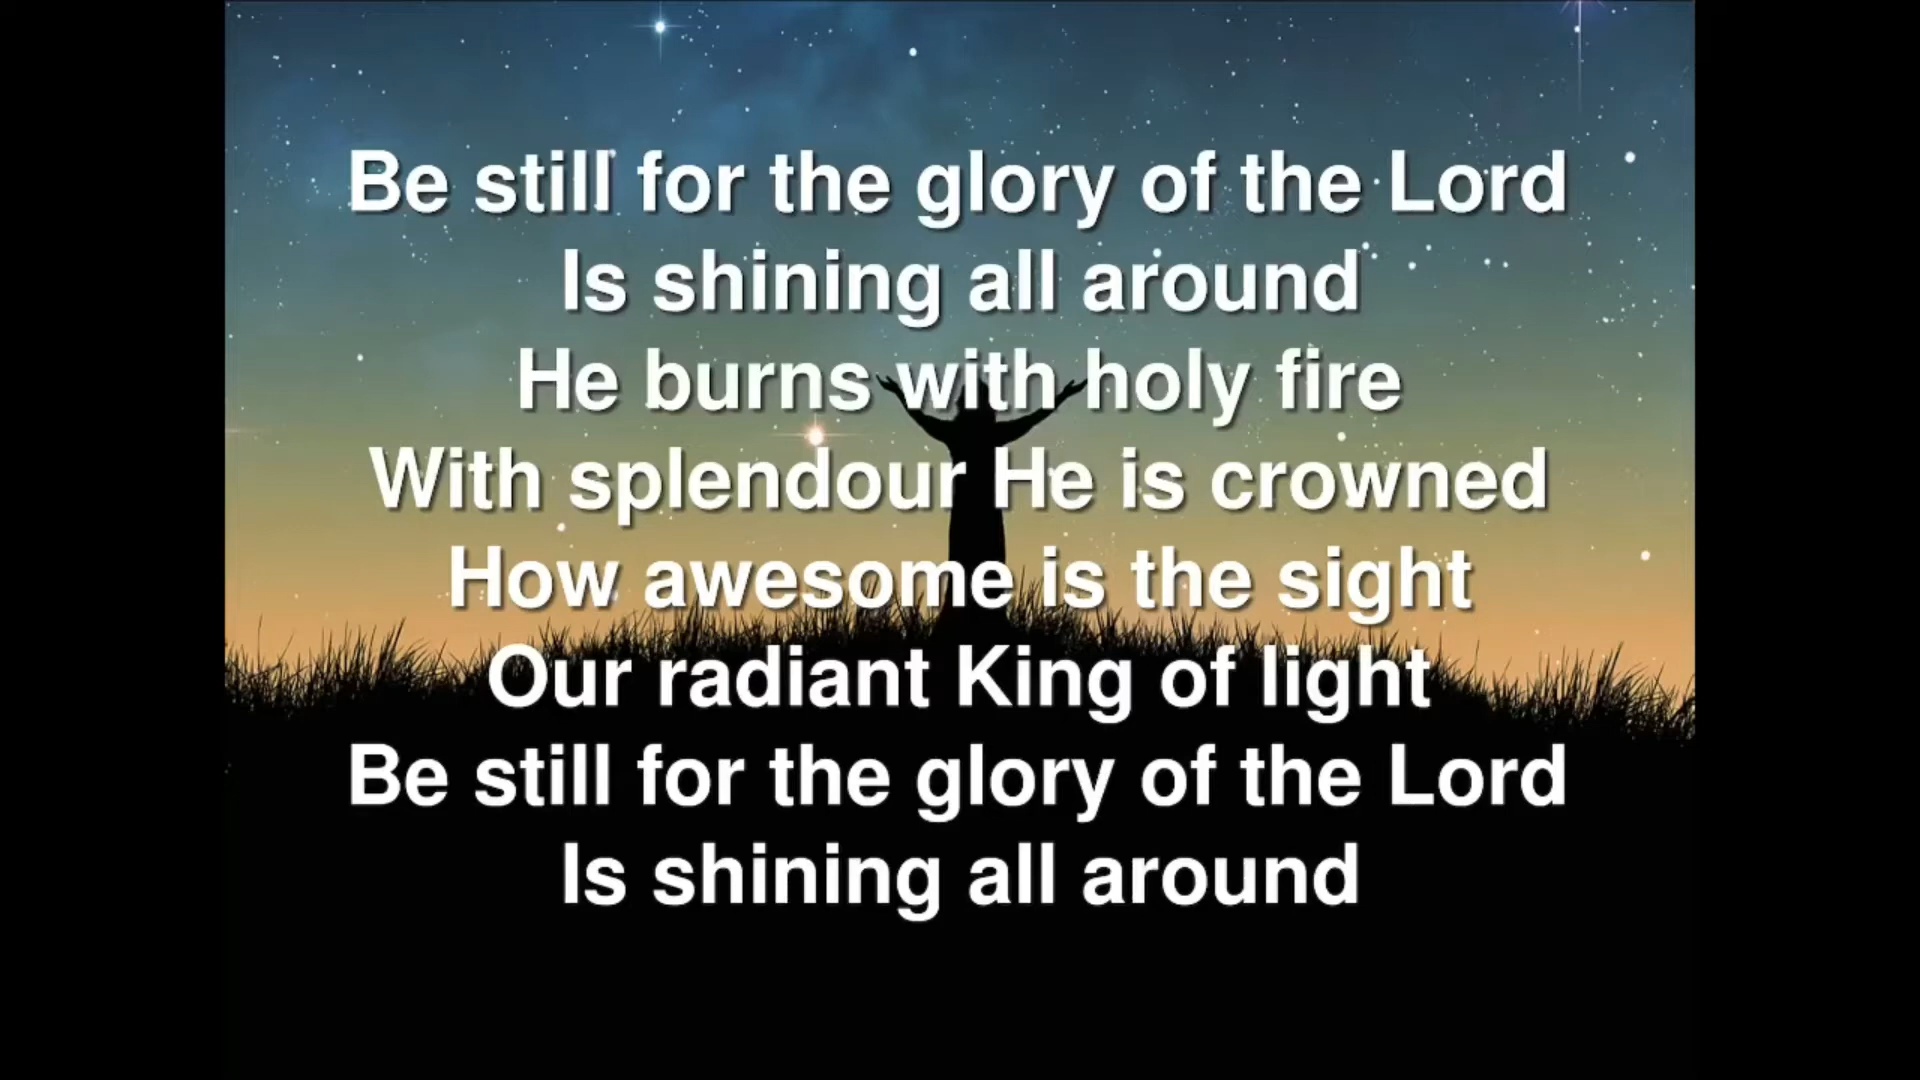 Be still for the glory of the Lord
Is shining all around
He burns with holy fire
With splendour He is crowned
How awesome is the sight
Our radiant King of light
Be still for the glory of the Lord
Is shining all around